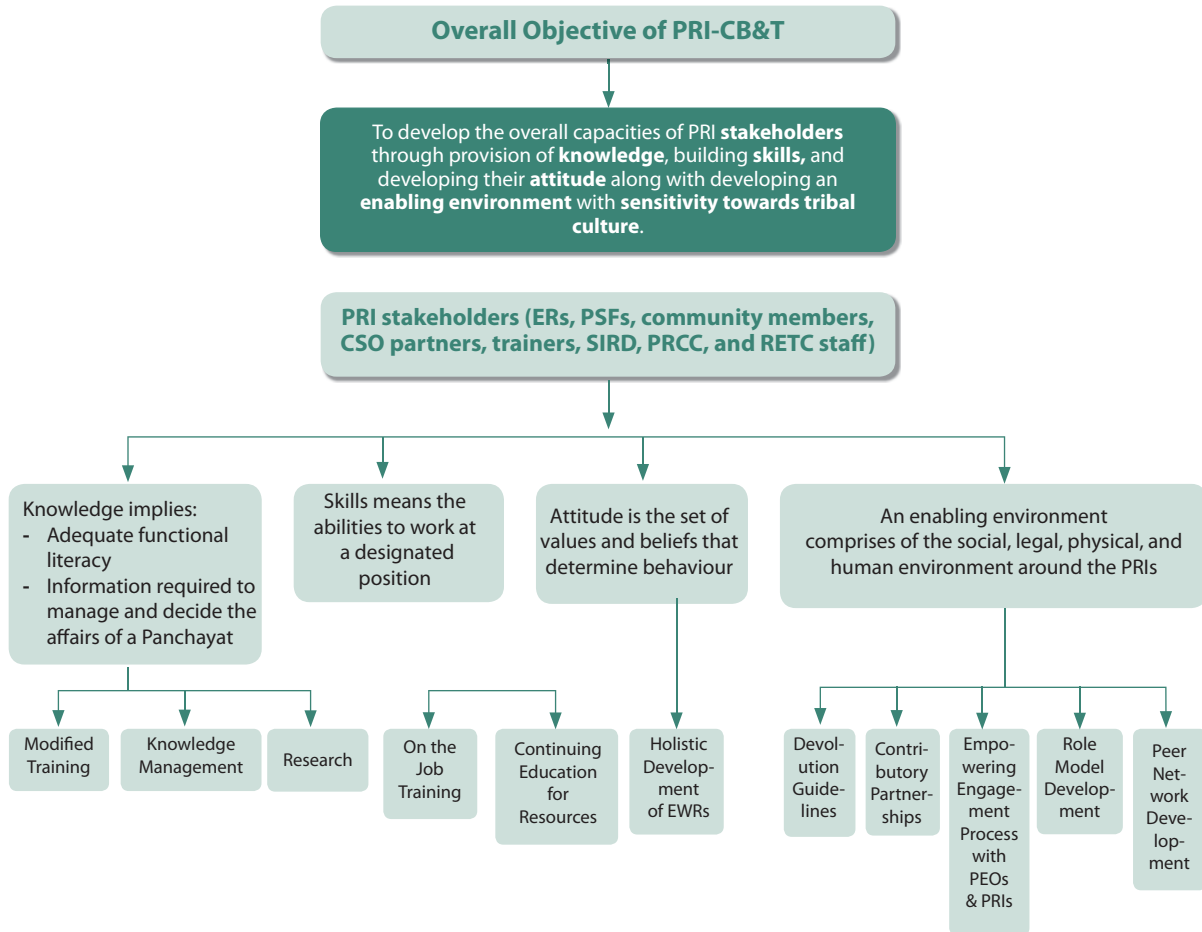 Overall Objective of PRI-CB&T
To develop the overall capacities of PRI stakeholders
through provision of knowledge, building skills, and
developing their attitude along with developing an
enabling environment with sensitivity towards tribal
culture.
PRI stakeholders (ERs, PSFs, community members,
CSO partners, trainers, SIRD, PRCC, and RETC staff)
Knowledge implies:
- Adequate functional
literacy
- Information required to
manage and decide the
affairs of a Panchayat
Skills means the
abilities to work at
a designated
position
Attitude is the set of
values and beliefs that
determine behaviour
An enabling environment
comprises of the social, legal, physical, and
human environment around the PRIs
Modified
Training
Knowledge
Management
Research
On the
Job
Training
Continuing
Education
for
Resources
Holistic
Develop-
ment
of EWRs
Devol-
ution
Guide-
lines
Contri-
butory
Partner-
ships
Empo-
wering
Engage-
ment
Process
with
PEOs
& PRIs
Role
Model
Develop-
ment
Peer
Net-
work
Deve-
lop-
ment